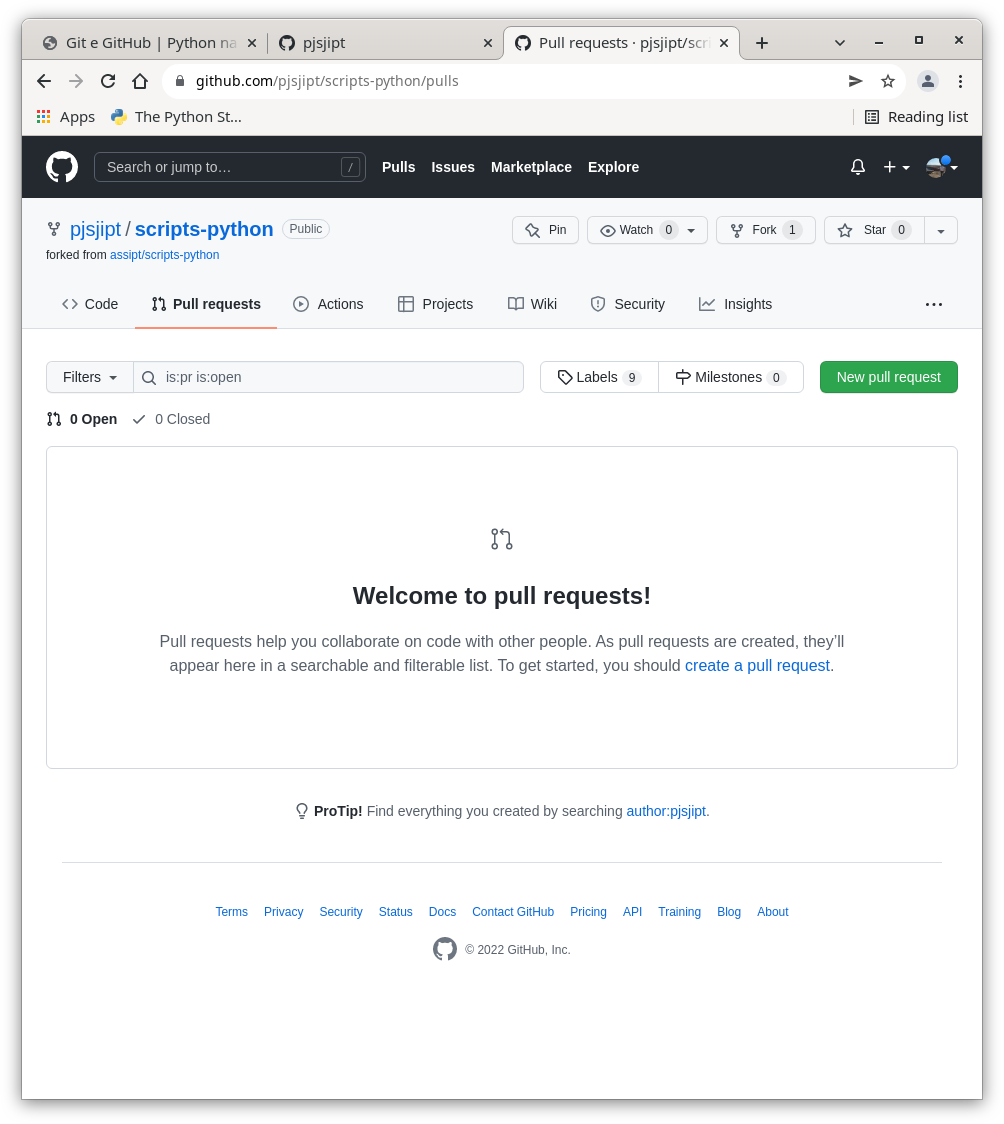 Git e GitHub | Python na
pjsjipt
Pull requests · pjsjipt/scri
github.com/pjsjipt/scripts-python/pulls
Apps The Python St... Reading list
Search or jump to… / Pulls Issues Marketplace Explore
pjsjipt / scripts-python Public Pin Watch 0 Fork 1 Star 0
forked from assipt/scripts-python
Code Pull requests Actions Projects Wiki Security Insights
Filters is:pr is:open Labels 9 Milestones 0 New pull request
0 Open 0 Closed
Welcome to pull requests!
Pull requests help you collaborate on code with other people. As pull requests are created, they’ll
appear here in a searchable and filterable list. To get started, you should create a pull request.
ProTip! Find everything you created by searching author:pjsjipt.
Terms Privacy Security Status Docs Contact GitHub Pricing API Training Blog About
© 2022 GitHub, Inc.